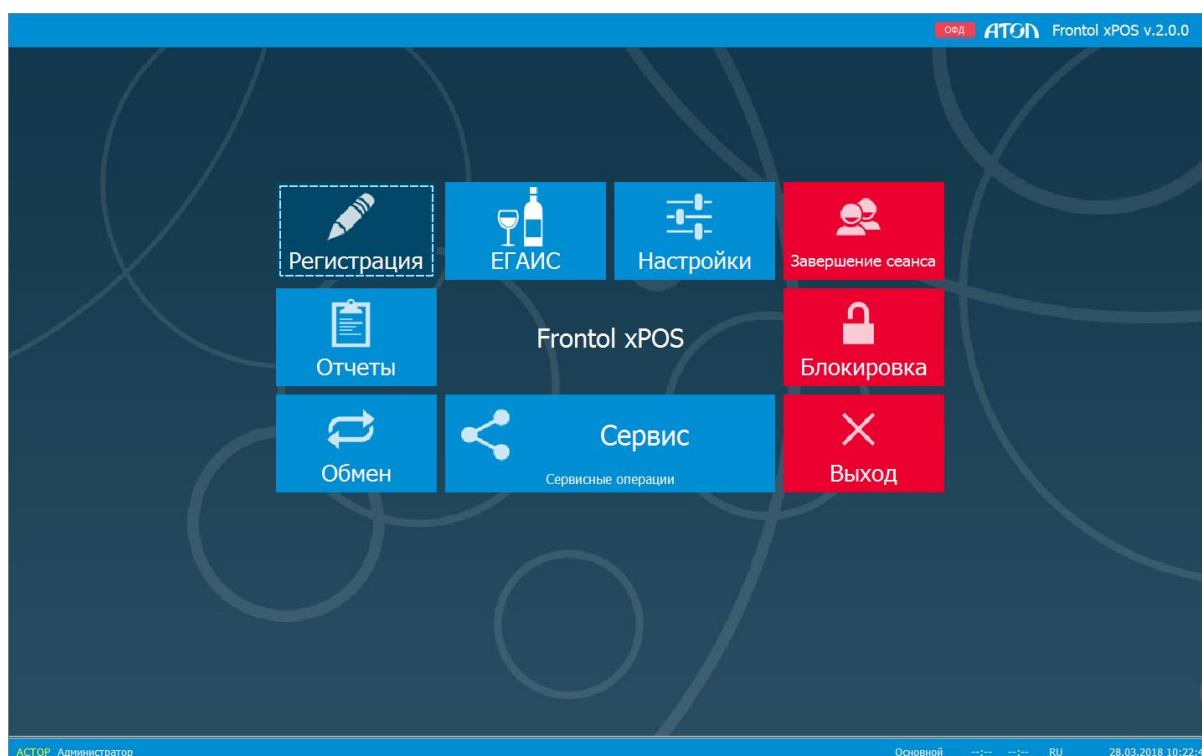 ОФД АТОЛ Frontol xPOS v.2.0.0
Регистрация ЕГАИС Настройки Завершение сеанса
Отчеты Frontol xPOS Блокировка
Обмен Сервис Выход
Сервисные операции
АСТОР Администратор Основной --:-- --:-- RU 28.03.2018 10:22: